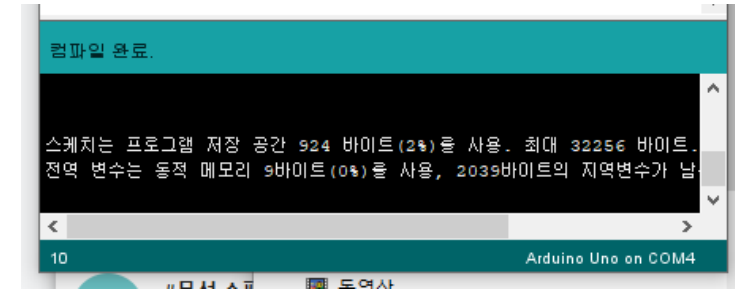 컴파일 완료.
스케치는 프로그램 저장 공간 924 바이트(2%)를 사용. 최대 32256 바이트.
전역 변수는 동적 메모리 9바이트(0%)를 사용, 2039바이트의 지역변수가
10
Arduino Uno on COM4
동영상